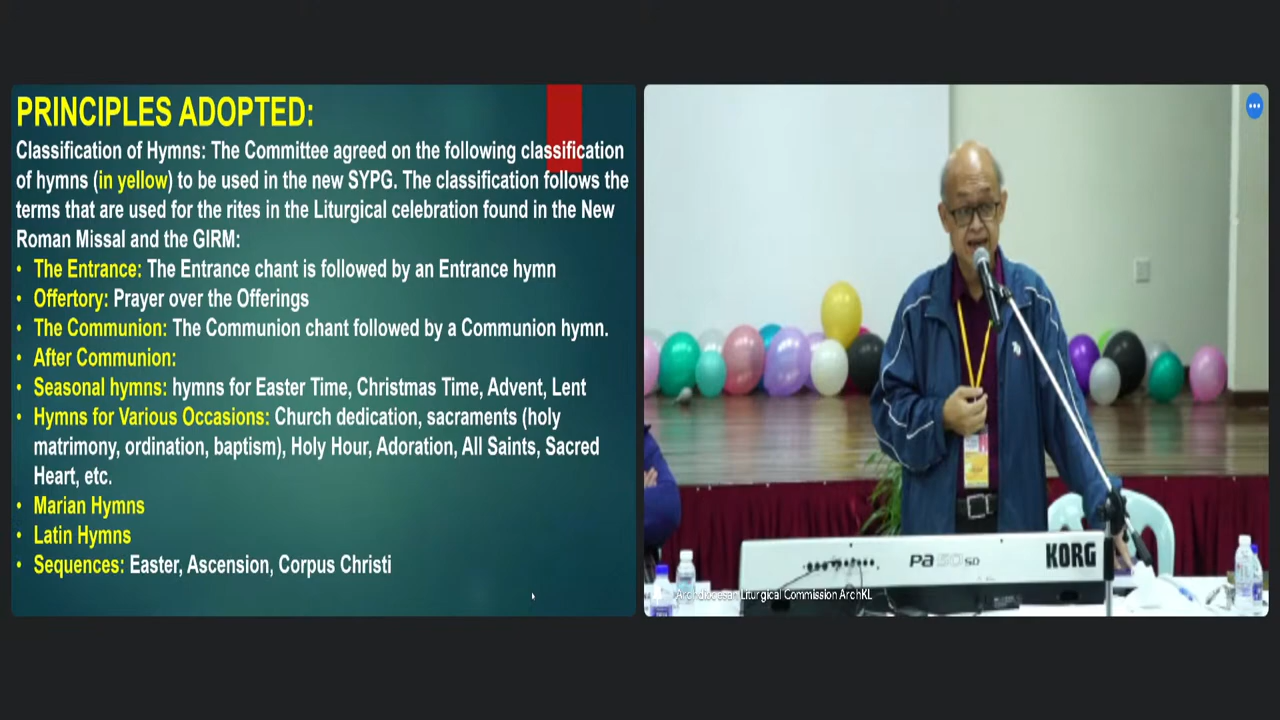 PRINCIPLES ADOPTED:
Classification of Hymns: The Committee agreed on the following classification
of hymns (in yellow) to be used in the new SYPG. The classification follows the
terms that are used for the rites in the Liturgical celebration found in the New
Roman Missal and the GIRM:
• The Entrance: The Entrance chant is followed by an Entrance hymn
• Offertory: Prayer over the Offerings
• The Communion: The Communion chant followed by a Communion hymn.
• After Communion:
• Seasonal hymns: hymns for Easter Time, Christmas Time, Advent, Lent
• Hymns for Various Occasions: Church dedication, sacraments (holy
matrimony, ordination, baptism), Holy Hour, Adoration, All Saints, Sacred
Heart, etc.
• Marian Hymns
• Latin Hymns
• Sequences: Easter, Ascension, Corpus Christi
Pa50SD
KORG
Archdiocesan Liturgical Commission ArchKL